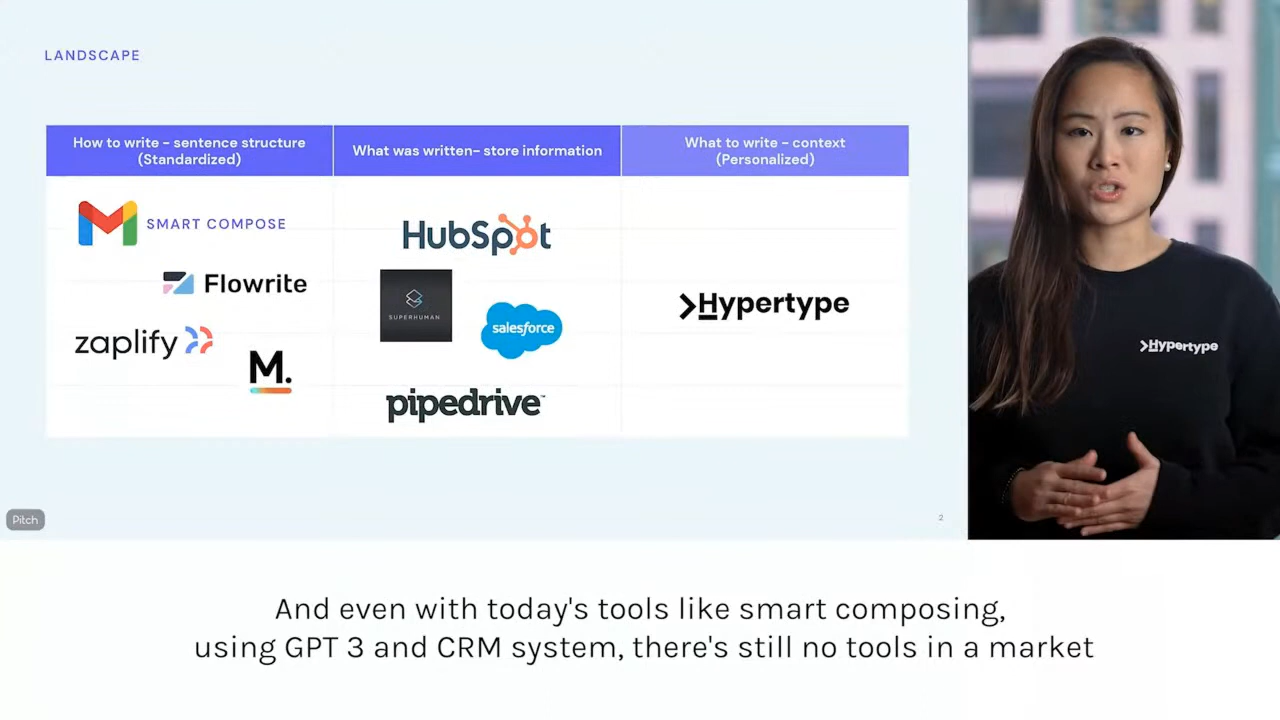 LANDSCAPE
How to write - sentence structure
(Standardized)
What was written– store information
What to write - context
(Personalized)
SMART COMPOSE
Flowrite
zaplify
M.
HubSpot
SUPERHUMAN
salesforce
pipedrive™
>Hypertype
>Hypertype
Pitch
2
And even with today's tools like smart composing,
using GPT 3 and CRM system, there's still no tools in a market